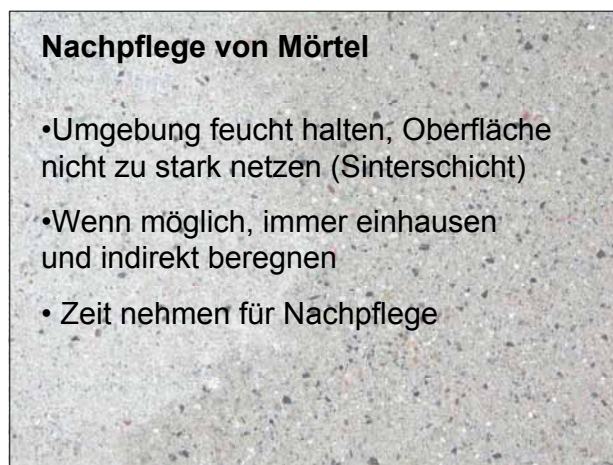 Nachpflege von Mörtel
•Umgebung feucht halten, Oberfläche
nicht zu stark netzen (Sinterschicht)
•Wenn möglich, immer einhausen
und indirekt beregnen
• Zeit nehmen für Nachpflege